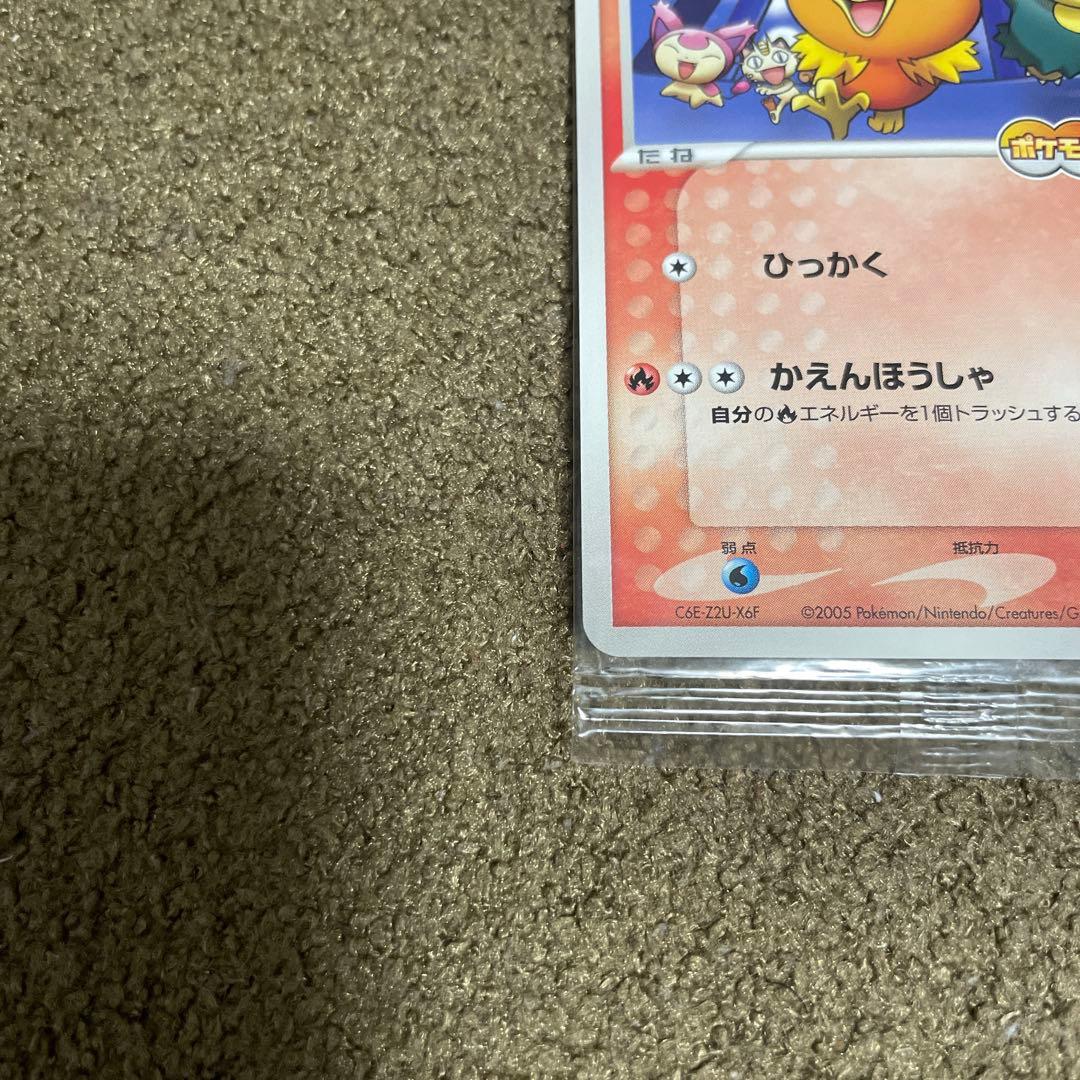 たね
ポケモ
ひっかく
かえんほうしゃ
自分のエネルギーを1個トラッシュする
弱点
抵抗力
C6E-Z2U-X6F
©2005 Pokémon/Nintendo/Creatures/G